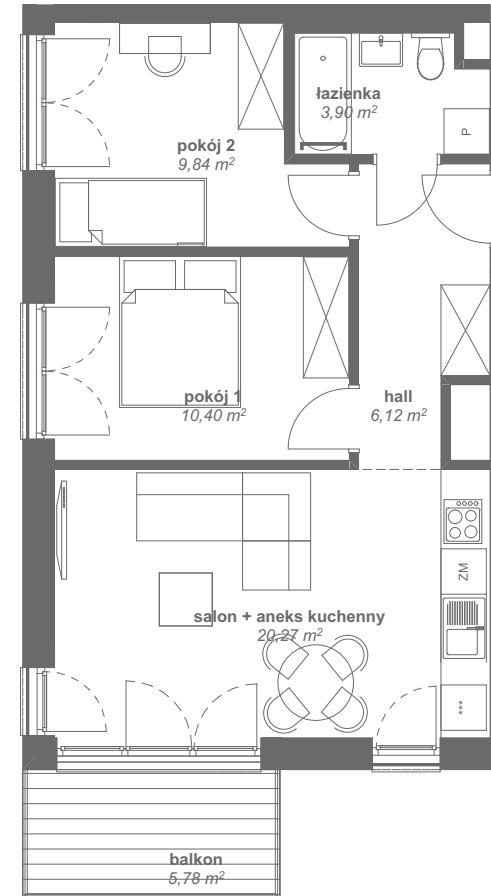 łazienka
3,90 m²
P
pokój 2
9,84 m²
pokój 1
10,40 m²
hall
6,12 m²
ZM
salon + aneks kuchenny
20,27 m²
***
balkon
5,78 m²